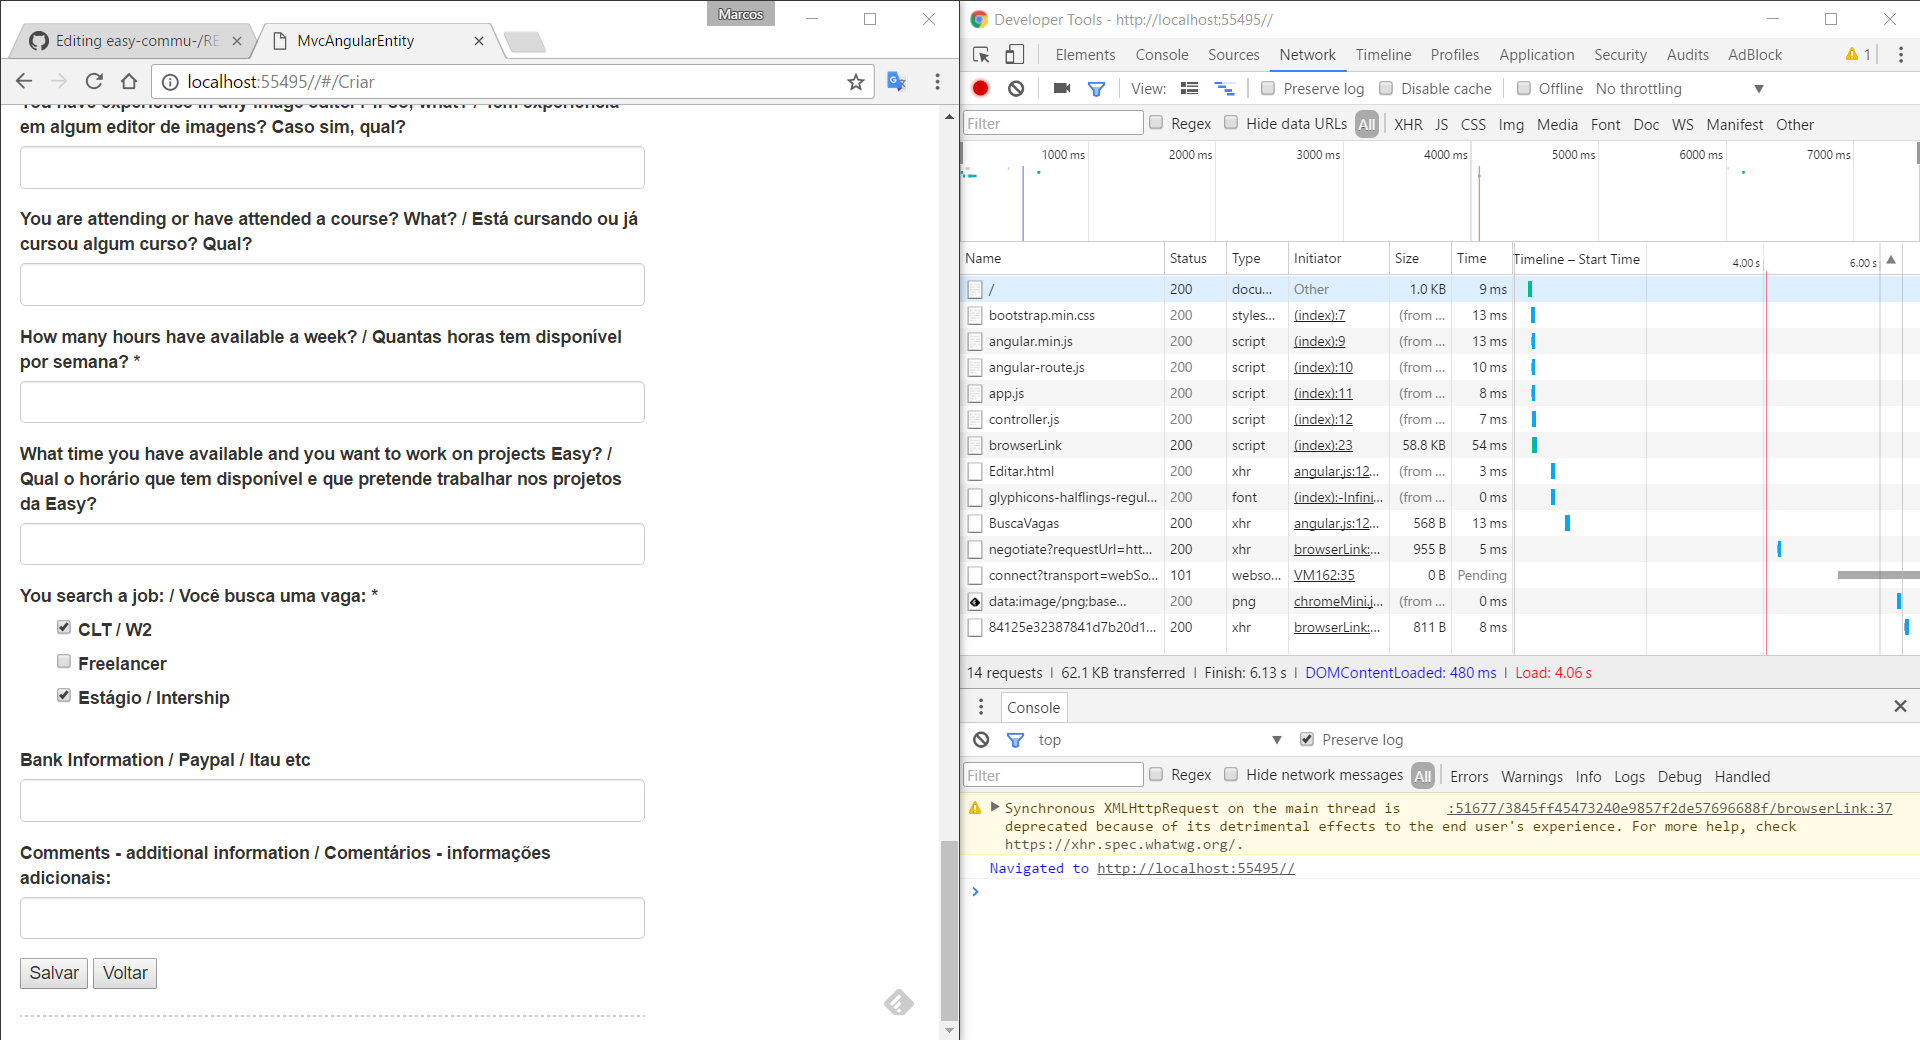 Marcos
Editing easy-commu-/RE
MvcAngularEntity
localhost:55495//#/Criar
You have experience in any image editor? If so, what? / Tem experiência
em algum editor de imagens? Caso sim, qual?
You are attending or have attended a course? What? / Está cursando ou já
cursou algum curso? Qual?
How many hours have available a week? / Quantas horas tem disponível
por semana? *
What time you have available and you want to work on projects Easy? /
Qual o horário que tem disponível e que pretende trabalhar nos projetos
da Easy?
You search a job: / Você busca uma vaga: *
CLT / W2
Freelancer
Estágio / Intership
Bank Information / Paypal / Itau etc
Comments - additional information / Comentários - informações
adicionais:
Salvar Voltar
Developer Tools - http://localhost:55495//
Elements Console Sources Network Timeline Profiles Application Security Audits AdBlock 1
View: Preserve log Disable cache Offline No throttling
Filter Regex Hide data URLs All XHR JS CSS Img Media Font Doc WS Manifest Other
1000 ms 2000 ms 3000 ms 4000 ms 5000 ms 6000 ms 7000 ms
Name Status Type Initiator Size Time Timeline – Start Time 4.00 s 6.00 s
/ 200 docu... Other 1.0 KB 9 ms
bootstrap.min.css 200 styles... (index):7 (from ... 13 ms
angular.min.js 200 script (index):9 (from ... 13 ms
angular-route.js 200 script (index):10 (from ... 10 ms
app.js 200 script (index):11 (from ... 8 ms
controller.js 200 script (index):12 (from ... 7 ms
browserLink 200 script (index):23 58.8 KB 54 ms
Editar.html 200 xhr angular.js:12... (from ... 3 ms
glyphicons-halflings-regul... 200 font (index):-Infini... (from ... 0 ms
BuscaVagas 200 xhr angular.js:12... 568 B 13 ms
negotiate?requestUrl=htt... 200 xhr browserLink:... 955 B 5 ms
connect?transport=webSo... 101 webso... VM162:35 0 B Pending
data:image/png;base... 200 png chromeMini.j... (from ... 0 ms
84125e32387841d7b20d1... 200 xhr browserLink:... 811 B 8 ms
14 requests | 62.1 KB transferred | Finish: 6.13 s | DOMContentLoaded: 480 ms | Load: 4.06 s
Console
top Preserve log
Filter Regex Hide network messages All Errors Warnings Info Logs Debug Handled
Synchronous XMLHttpRequest on the main thread is :51677/3845ff45473240e9857f2de57696688f/browserLink:37
deprecated because of its detrimental effects to the end user's experience. For more help, check
https://xhr.spec.whatwg.org/.
Navigated to http://localhost:55495//